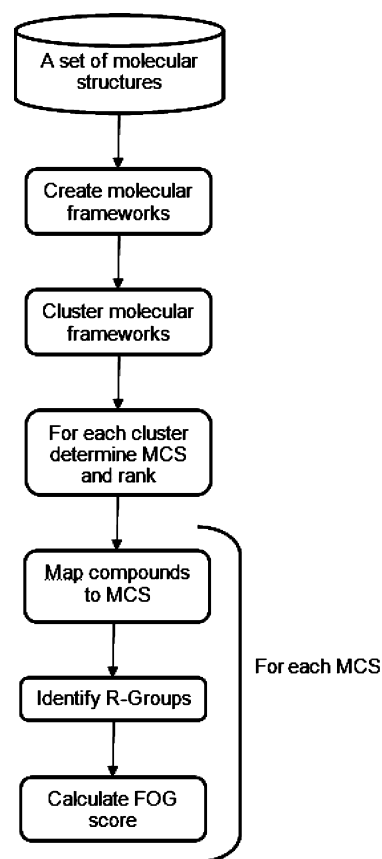 A set of molecular
structures
Create molecular
frameworks
Cluster molecular
frameworks
For each cluster
determine MCS
and rank
Map compounds
to MCS
For each MCS
Identify R-Groups
Calculate FOG
score